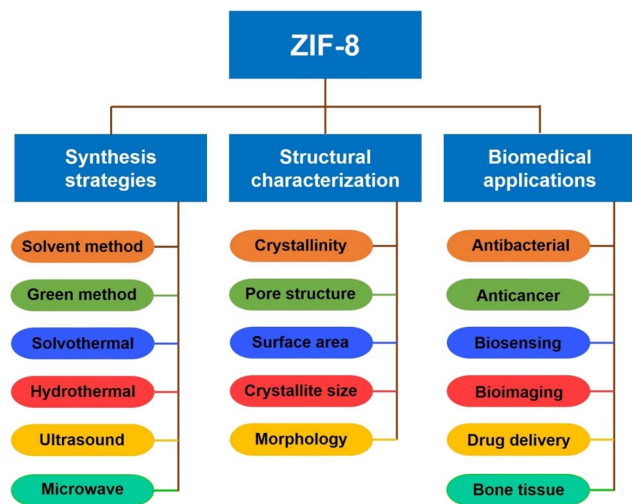 ZIF-8
Synthesis
strategies
Structural
characterization
Biomedical
applications
Solvent method
Green method
Solvothermal
Hydrothermal
Ultrasound
Microwave
Crystallinity
Pore structure
Surface area
Crystallite size
Morphology
Antibacterial
Anticancer
Biosensing
Bioimaging
Drug delivery
Bone tissue